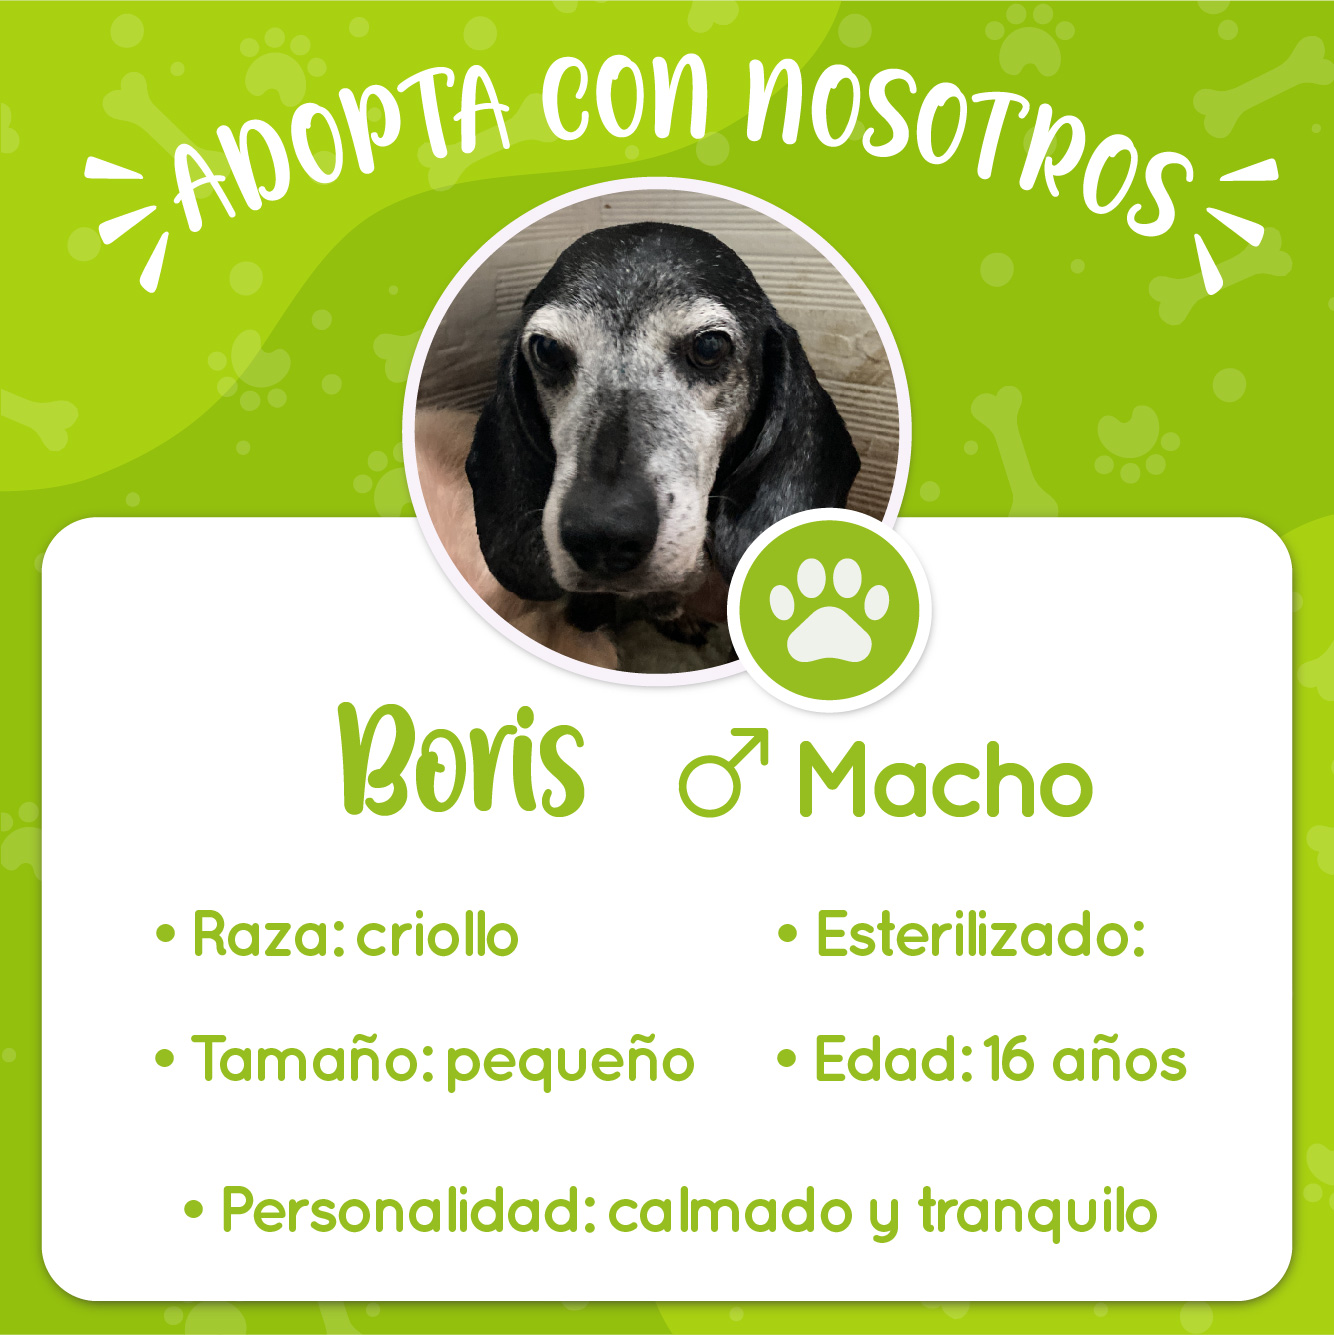 ADOPTA CON NOSOTROS
Boris ♂ Macho
• Raza: criollo
• Esterilizado:
• Tamaño: pequeño
• Edad: 16 años
• Personalidad: calmado y tranquilo